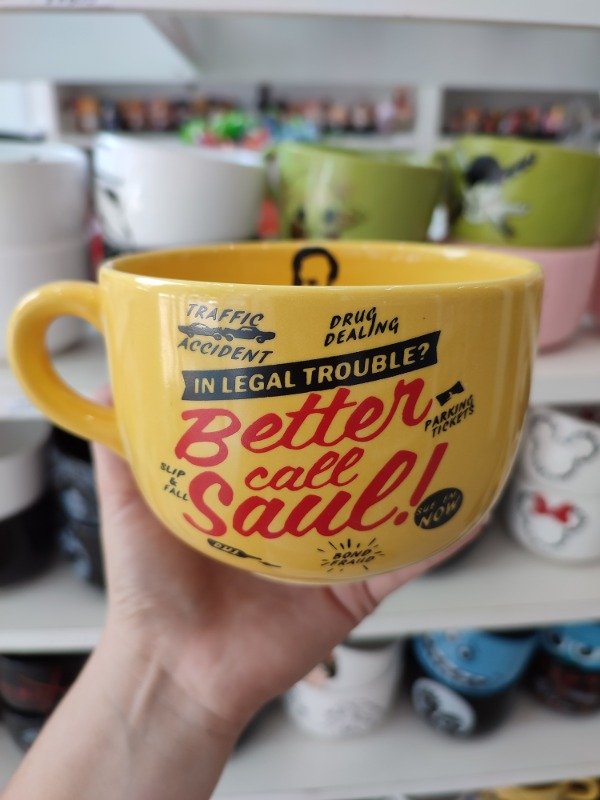 TRAFFIC
ACCIDENT
DRUG
DEALING
IN LEGAL TROUBLE?
Better
call
Saul!
PARKING
TICKETS
SLIP
&
FALL
SUE 'EM
NOW
DUI
BOND
FRAUD